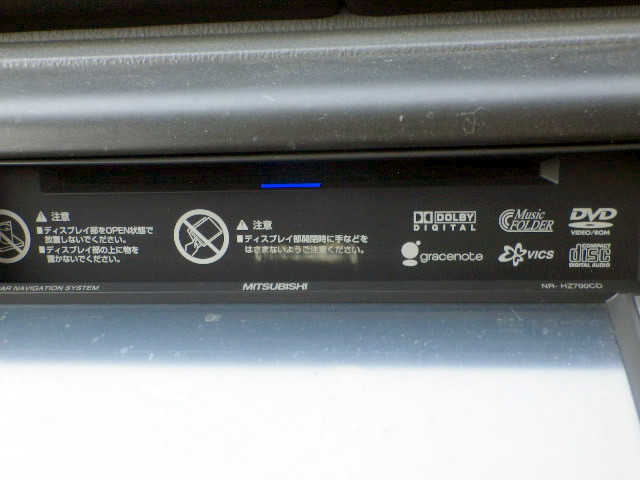 注意
■ディスプレイ部をOPEN状態で
放置しないでください。
■ディスプレイ部の上に物を
置かないでください。
注意
■ディスプレイ部開閉時に手などを
はさまないようご注意ください。
DOLBY
DIGITAL
Music
FOLDER
DVD
VIDEO/ROM
gracenote
VICS
COMPACT
disc
DIGITAL AUDIO
AR NAVIGATION SYSTEM
MITSUBISHI
NR-HZ700CD